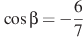 cos β = −6/7